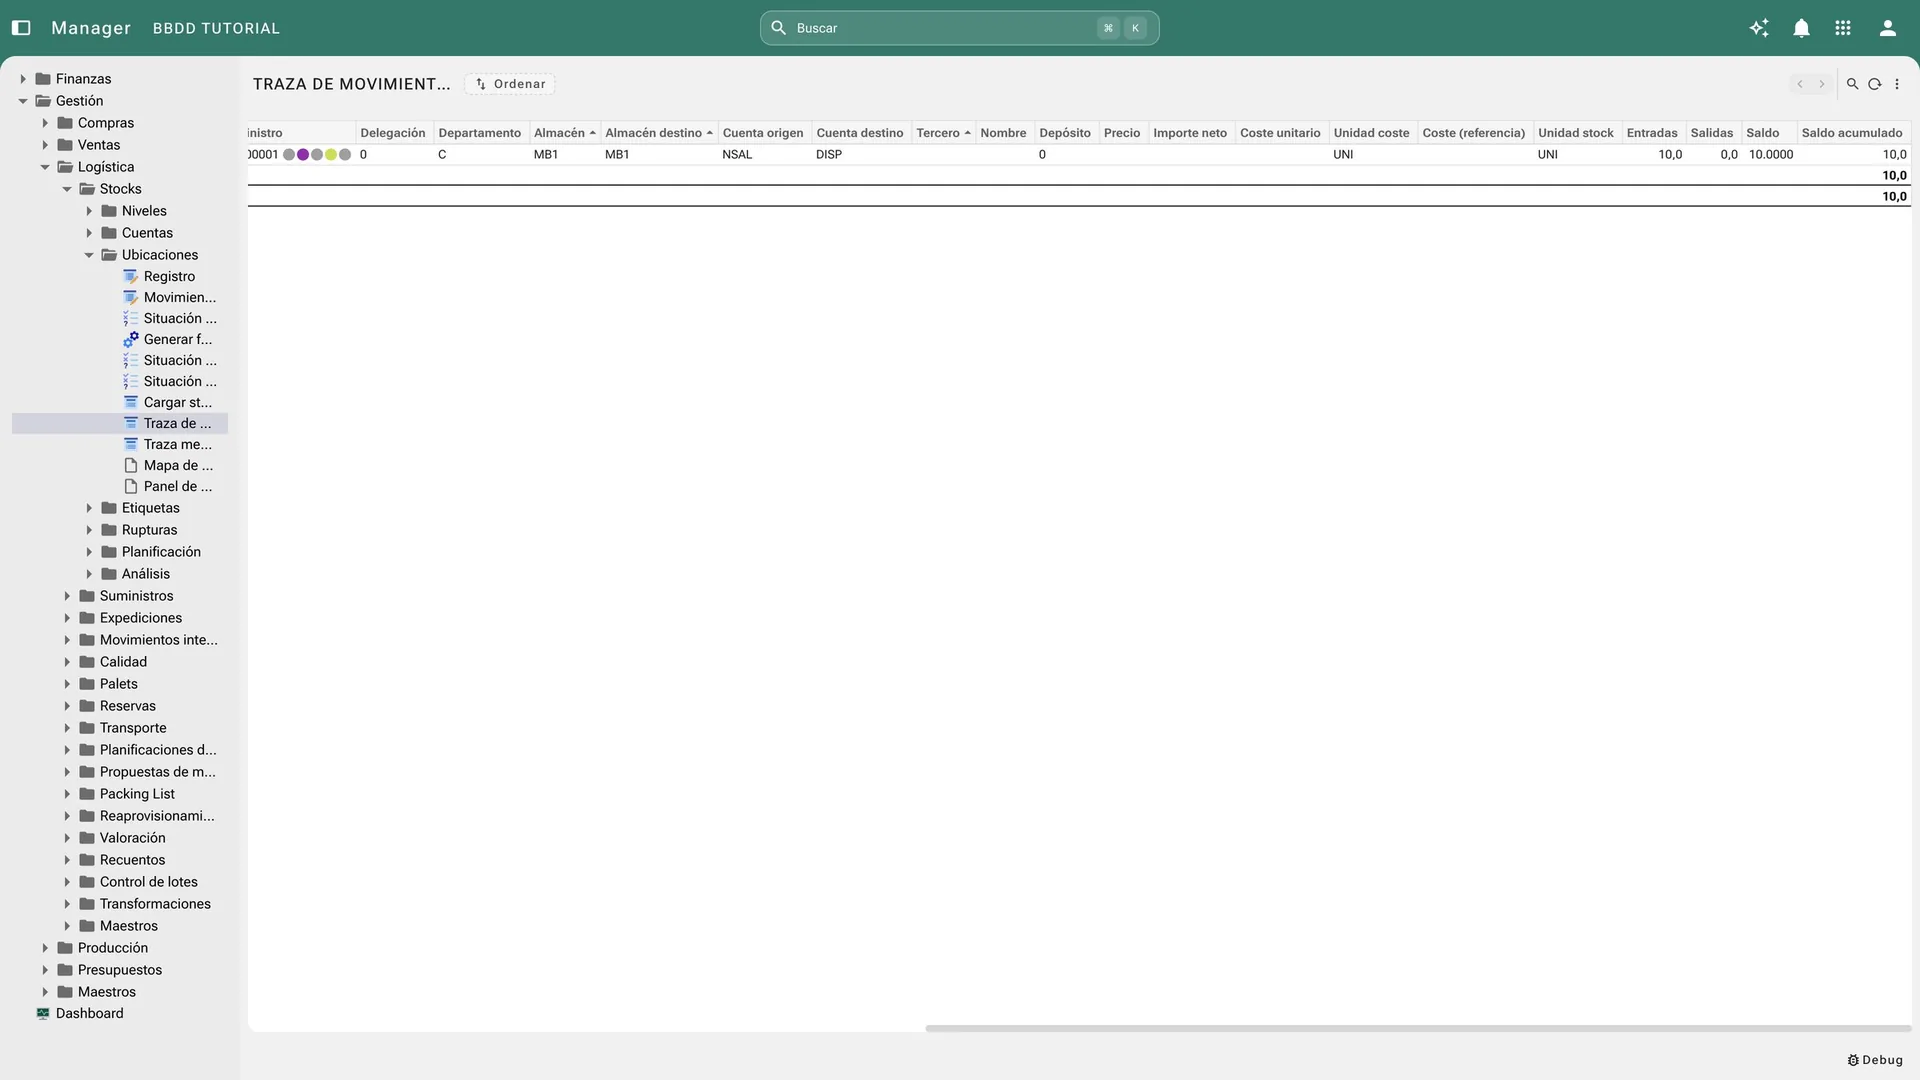 Manager BBDD TUTORIAL Buscar ⌘ K
Finanzas
Gestión
Compras
Ventas
Logística
Stocks
Niveles
Cuentas
Ubicaciones
Registro
Movimien...
Situación ...
Generar f...
Situación ...
Situación ...
Cargar st...
Traza de ...
Traza me...
Mapa de ...
Panel de ...
Etiquetas
Rupturas
Planificación
Análisis
Suministros
Expediciones
Movimientos inte...
Calidad
Palets
Reservas
Transporte
Planificaciones d...
Propuestas de m...
Packing List
Reaprovisionami...
Valoración
Recuentos
Control de lotes
Transformaciones
Maestros
Producción
Presupuestos
Maestros
Dashboard
TRAZA DE MOVIMIENT... Ordenar
inistro Delegación Departamento Almacén Almacén destino Cuenta origen Cuenta destino Tercero Nombre Depósito Precio Importe neto Coste unitario Unidad coste Coste (referencia) Unidad stock Entradas Salidas Saldo Saldo acumulado
00001 0 C MB1 MB1 NSAL DISP 0 UNI UNI 10,0 0,0 10.0000 10,0
10,0
10,0
Debug